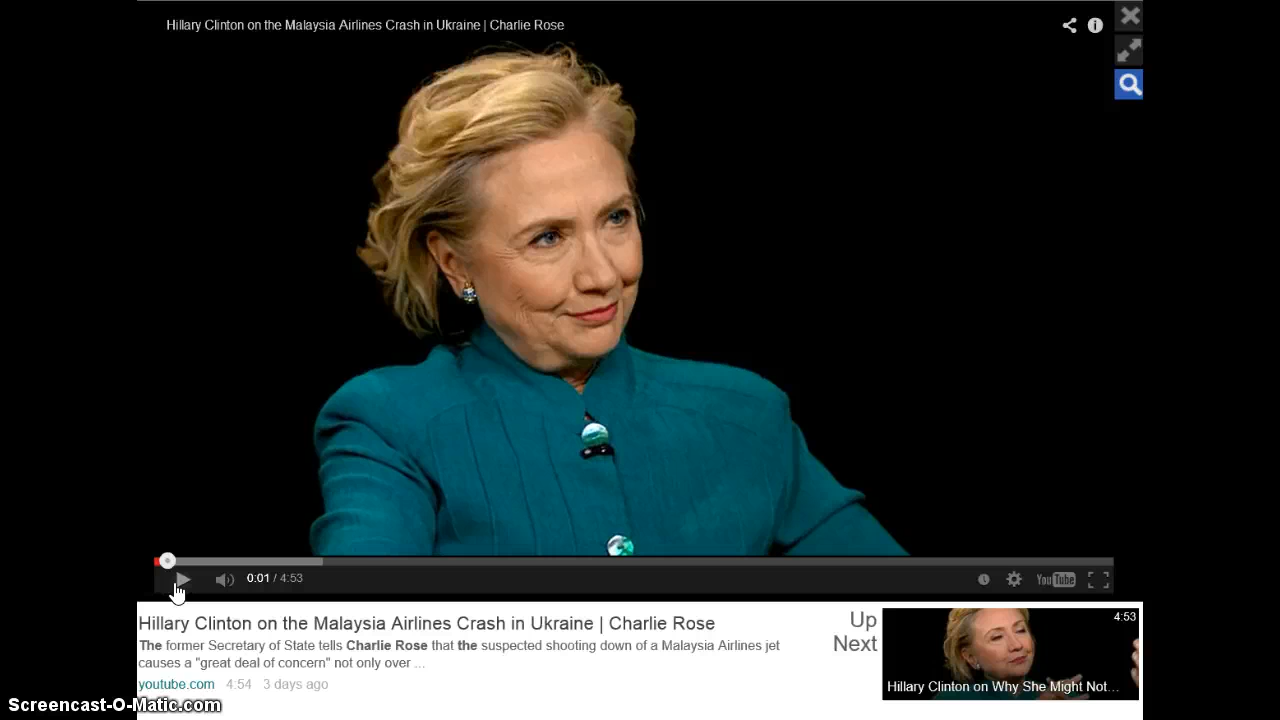 Hillary Clinton on the Malaysia Airlines Crash in Ukraine | Charlie Rose
0:01 / 4:53
YouTube
Hillary Clinton on the Malaysia Airlines Crash in Ukraine | Charlie Rose
The former Secretary of State tells Charlie Rose that the suspected shooting down of a Malaysia Airlines jet
causes a "great deal of concern" not only over ...
youtube.com 4:54 3 days ago
Up
Next
4:53
Hillary Clinton on Why She Might Not...
Screencast-O-Matic.com